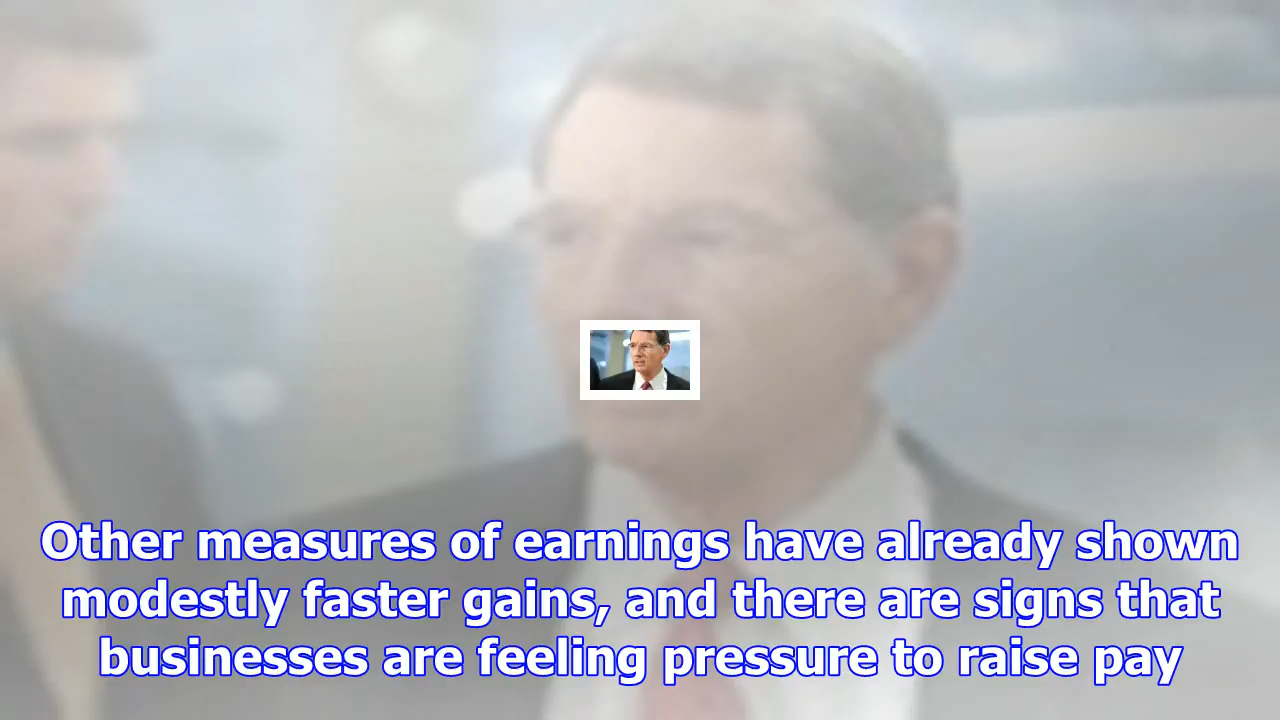 Other measures of earnings have already shown
modestly faster gains, and there are signs that
businesses are feeling pressure to raise pay